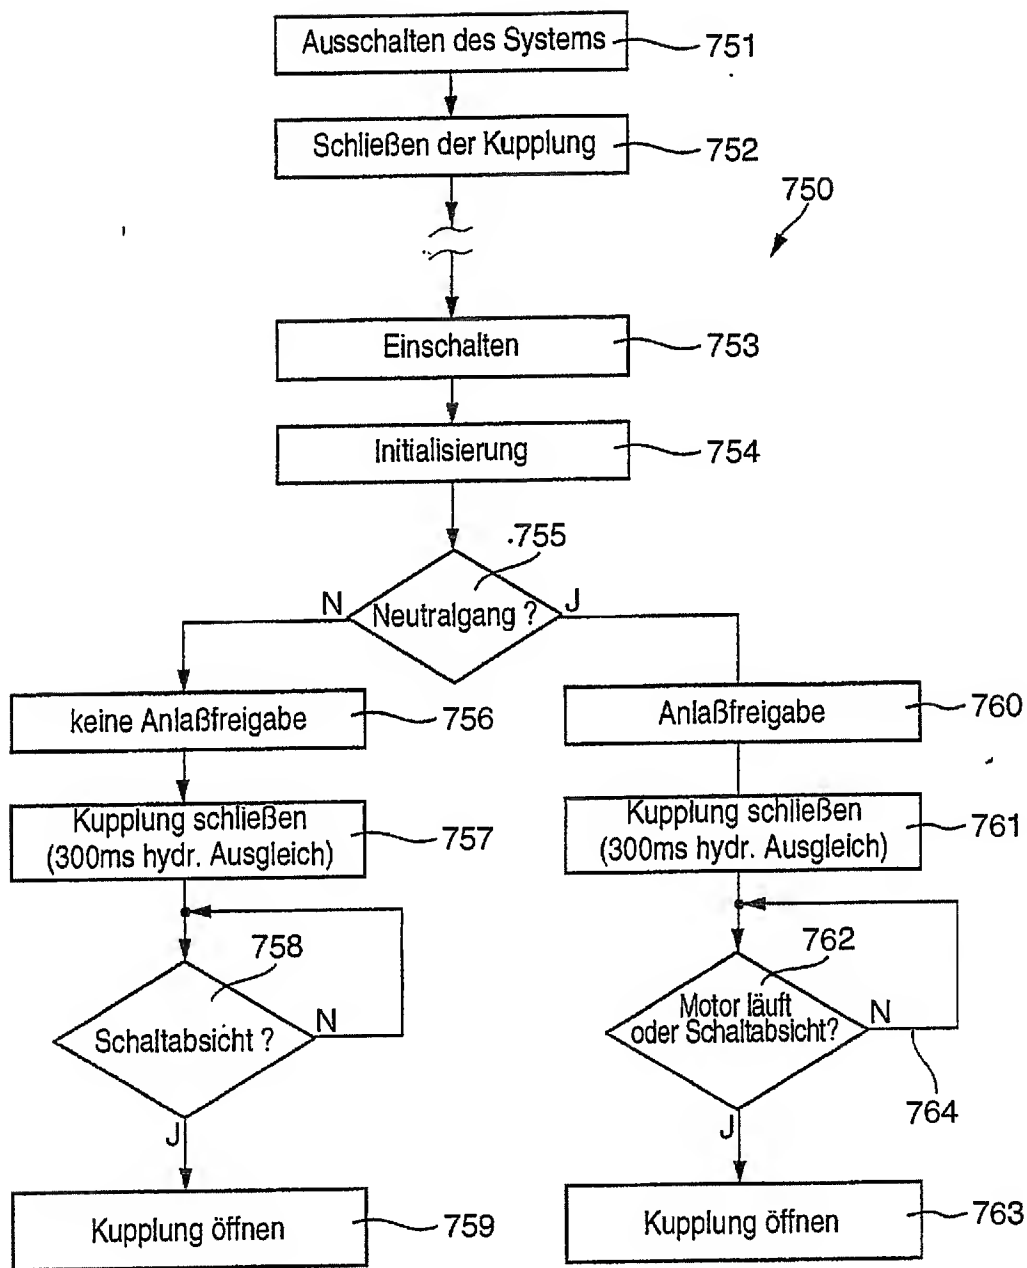 Ausschalten des Systems
751
Schließen der Kupplung
752
750
Einschalten
753
Initialisierung
754
755
N
Neutralgang ?
J
keine Anlaßfreigabe
756
Anlaßfreigabe
760
Kupplung schließen
(300ms hydr. Ausgleich)
757
Kupplung schließen
(300ms hydr. Ausgleich)
761
758
Schaltabsicht ?
N
J
762
Motor läuft
oder Schaltabsicht?
N
764
J
Kupplung öffnen
759
Kupplung öffnen
763